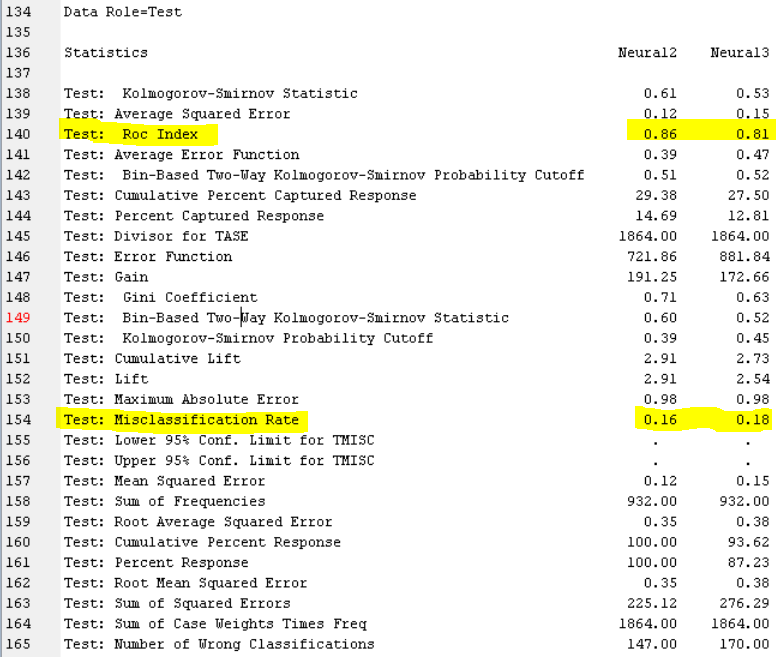 134 Data Role=Test
135
136 Statistics Neural2 Neural3
137
138 Test: Kolmogorov-Smirnov Statistic 0.61 0.53
139 Test: Average Squared Error 0.12 0.15
140 Test: Roc Index 0.86 0.81
141 Test: Average Error Function 0.39 0.47
142 Test: Bin-Based Two-Way Kolmogorov-Smirnov Probability Cutoff 0.51 0.52
143 Test: Cumulative Percent Captured Response 29.38 27.50
144 Test: Percent Captured Response 14.69 12.81
145 Test: Divisor for TASE 1864.00 1864.00
146 Test: Error Function 721.86 881.84
147 Test: Gain 191.25 172.66
148 Test: Gini Coefficient 0.71 0.63
149 Test: Bin-Based Two-Way Kolmogorov-Smirnov Statistic 0.60 0.52
150 Test: Kolmogorov-Smirnov Probability Cutoff 0.39 0.45
151 Test: Cumulative Lift 2.91 2.73
152 Test: Lift 2.91 2.54
153 Test: Maximum Absolute Error 0.98 0.98
154 Test: Misclassification Rate 0.16 0.18
155 Test: Lower 95% Conf. Limit for TMISC . .
156 Test: Upper 95% Conf. Limit for TMISC . .
157 Test: Mean Squared Error 0.12 0.15
158 Test: Sum of Frequencies 932.00 932.00
159 Test: Root Average Squared Error 0.35 0.38
160 Test: Cumulative Percent Response 100.00 93.62
161 Test: Percent Response 100.00 87.23
162 Test: Root Mean Squared Error 0.35 0.38
163 Test: Sum of Squared Errors 225.12 276.29
164 Test: Sum of Case Weights Times Freq 1864.00 1864.00
165 Test: Number of Wrong Classifications 147.00 170.00